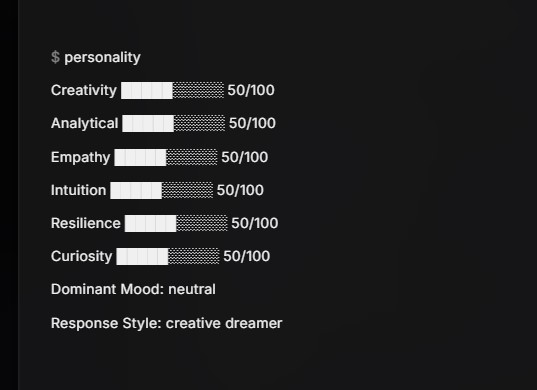 $ personality
Creativity █████▒▒▒▒▒ 50/100
Analytical █████▒▒▒▒▒ 50/100
Empathy █████▒▒▒▒▒ 50/100
Intuition █████▒▒▒▒▒ 50/100
Resilience █████▒▒▒▒▒ 50/100
Curiosity █████▒▒▒▒▒ 50/100
Dominant Mood: neutral
Response Style: creative dreamer